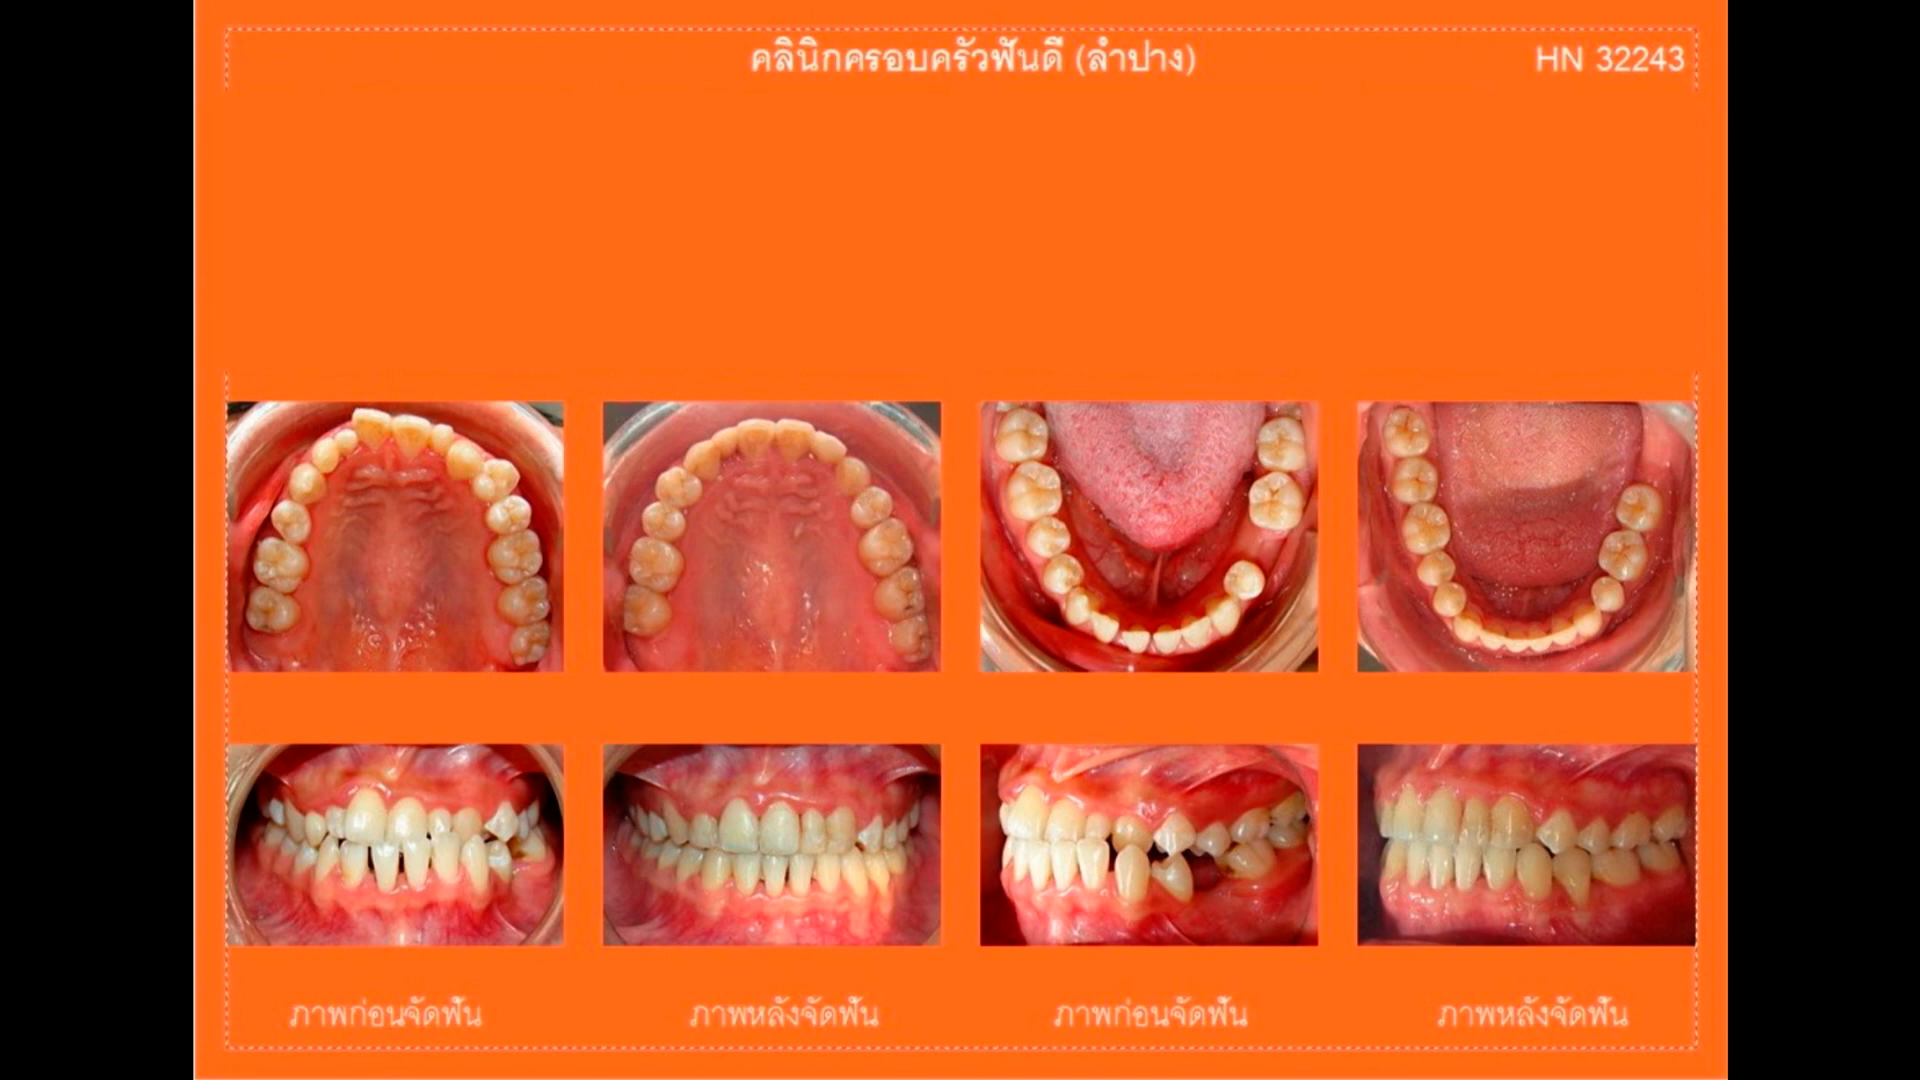 คลินิกครอบครัวฟันดี (ลำปาง)
HN 32243
ภาพก่อนจัดฟัน
ภาพหลังจัดฟัน
ภาพก่อนจัดฟัน
ภาพหลังจัดฟัน